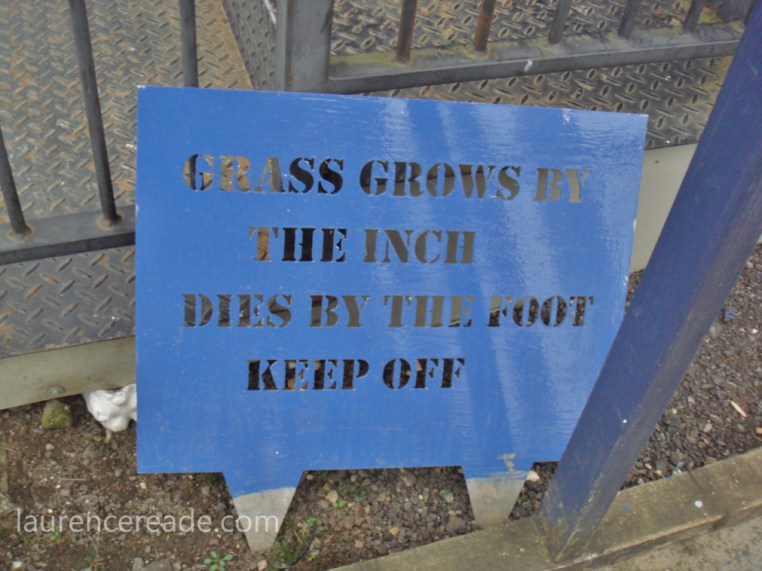 GRASS GROWS BY
THE INCH
DIES BY THE FOOT
KEEP OFF
laurencereade.com